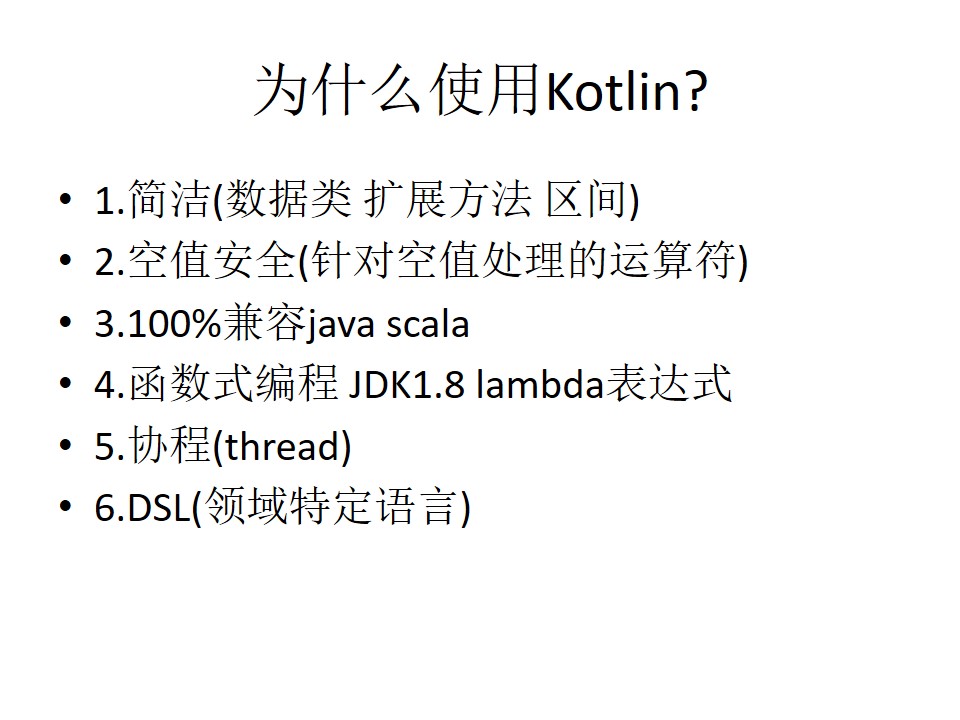 为什么使用Kotlin?
• 1.简洁(数据类 扩展方法 区间)
• 2.空值安全(针对空值处理的运算符)
• 3.100%兼容java scala
• 4.函数式编程 JDK1.8 lambda表达式
• 5.协程(thread)
• 6.DSL(领域特定语言)